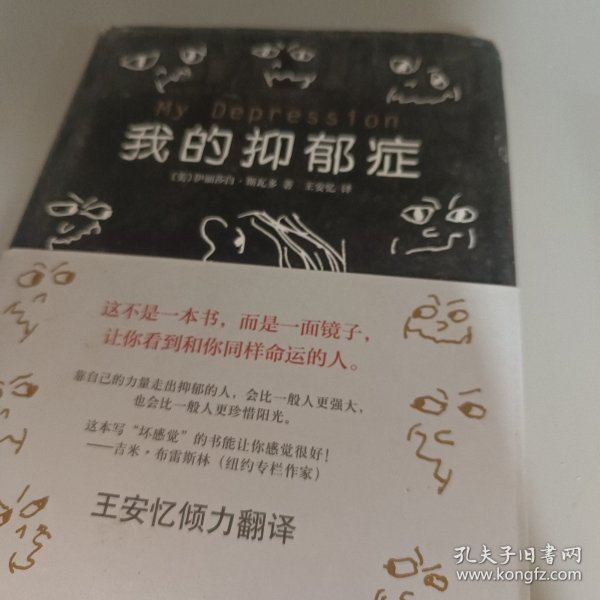 My Depression
我的抑郁症
（美）伊丽莎白·斯瓦多 著 王安忆 译
这不是一本书，而是一面镜子，
让你看到和你同样命运的人。
靠自己的力量走出抑郁的人，会比一般人更强大，
也会比一般人更珍惜阳光。
这本写“坏感觉”的书能让你感觉很好！
——吉米·布雷斯林（纽约专栏作家）
王安忆倾力翻译
孔夫子旧书网
www.kongfz.com